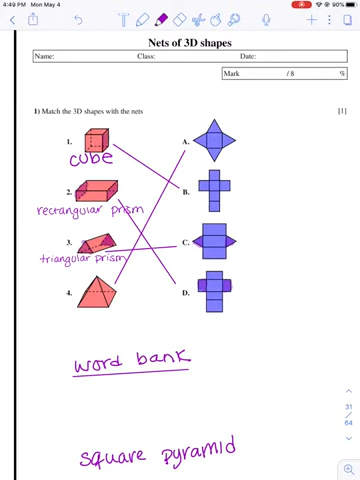 4:49 PM Mon May 4
90%
Nets of 3D shapes
Name: Class: Date:
Mark / 8 %
1) Match the 3D shapes with the nets [1]
1. A.
cube
2. B.
rectangular prism
3. C.
triangular prism
4. D.
word bank
31
/
64
square pyramid